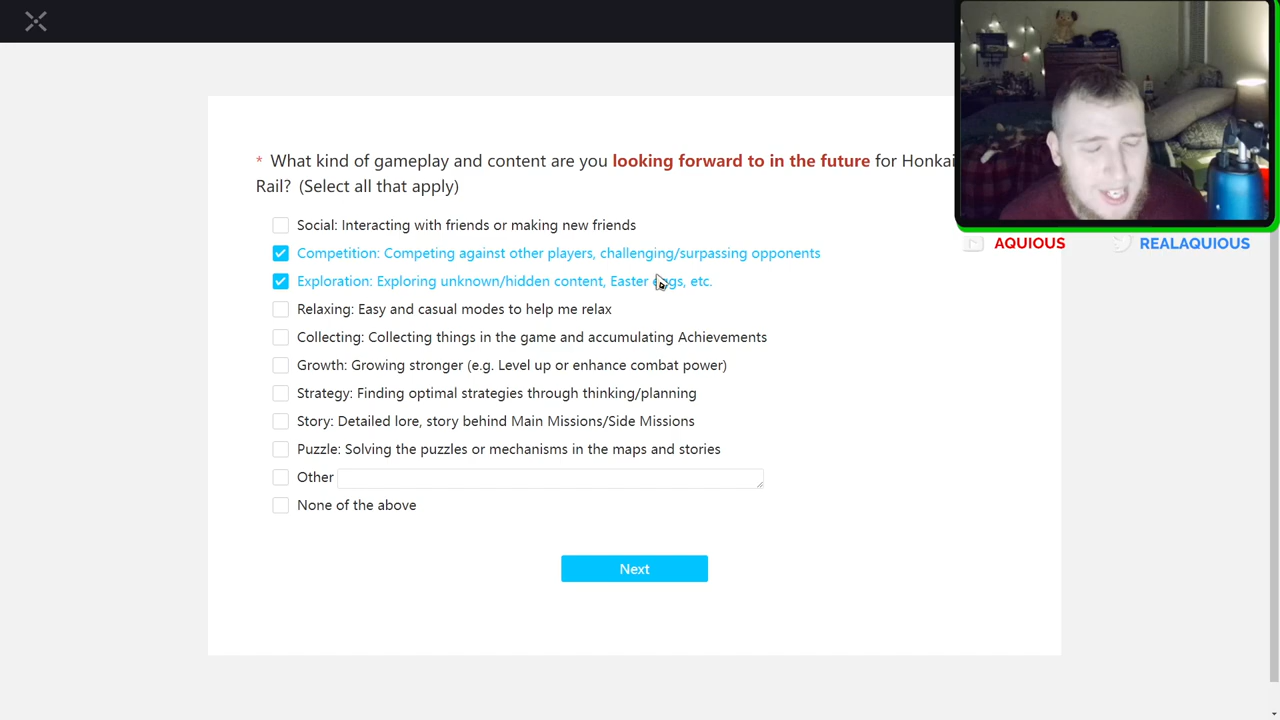 * What kind of gameplay and content are you looking forward to in the future for Honkai
Rail? (Select all that apply)
Social: Interacting with friends or making new friends
Competition: Competing against other players, challenging/surpassing opponents
Exploration: Exploring unknown/hidden content, Easter eggs, etc.
Relaxing: Easy and casual modes to help me relax
Collecting: Collecting things in the game and accumulating Achievements
Growth: Growing stronger (e.g. Level up or enhance combat power)
Strategy: Finding optimal strategies through thinking/planning
Story: Detailed lore, story behind Main Missions/Side Missions
Puzzle: Solving the puzzles or mechanisms in the maps and stories
Other
None of the above
Next
AQUIOUS
REALAQUIOUS